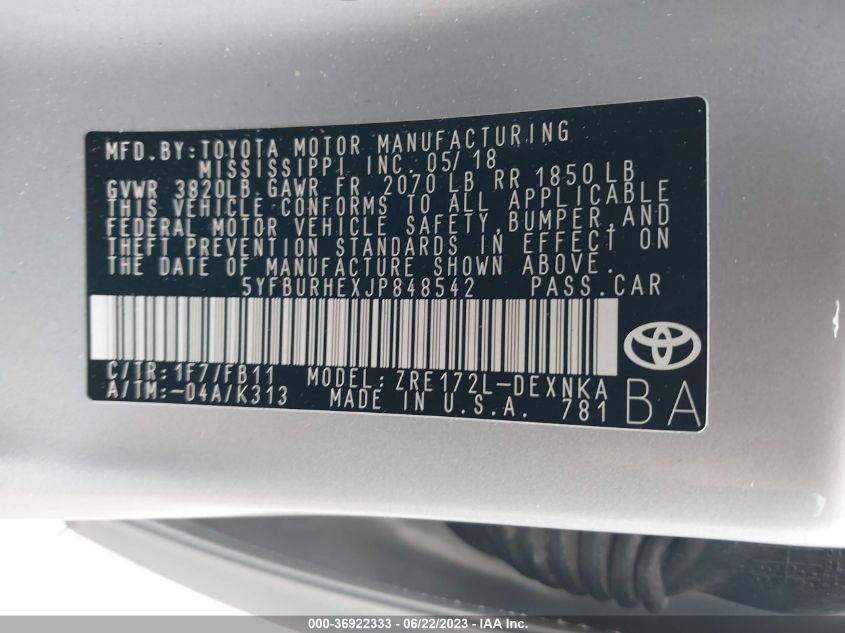 MFD.BY:TOYOTA MOTOR MANUFACTURING
MISSISSIPPI INC. 05/18
GVWR 3820LB GAWR FR 2070 LB RR 1850 LB
THIS VEHICLE CONFORMS TO ALL APPLICABLE
FEDERAL MOTOR VEHICLE SAFETY,BUMPER,AND
THEFT PREVENTION STANDARDS IN EFFECT ON
THE DATE OF MANUFACTURE SHOWN ABOVE.
5YFBURHEXJP848542 PASS.CAR
C/TR:1F7/FB11 MODEL:ZRE172L-DEXNKA
A/TM:-04A/K313 MADE IN U.S.A. 781
BA
000-36922333 - 06/22/2023 - IAA Inc.